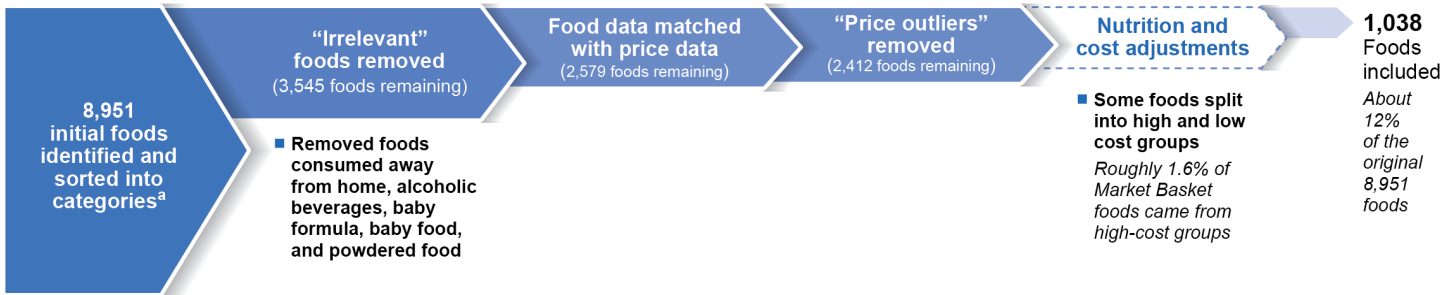 8,951
initial foods
identified and
sorted into
categoriesa
“Irrelevant”
foods removed
(3,545 foods remaining)
Removed foods
consumed away
from home, alcoholic
beverages, baby
formula, baby food,
and powdered food
Food data matched
with price data
(2,579 foods remaining)
“Price outliers”
removed
(2,412 foods remaining)
Nutrition and
cost adjustments
Some foods split
into high and low
cost groups
Roughly 1.6% of
Market Basket
foods came from
high-cost groups
1,038
Foods
included
About
12%
of the
original
8,951
foods